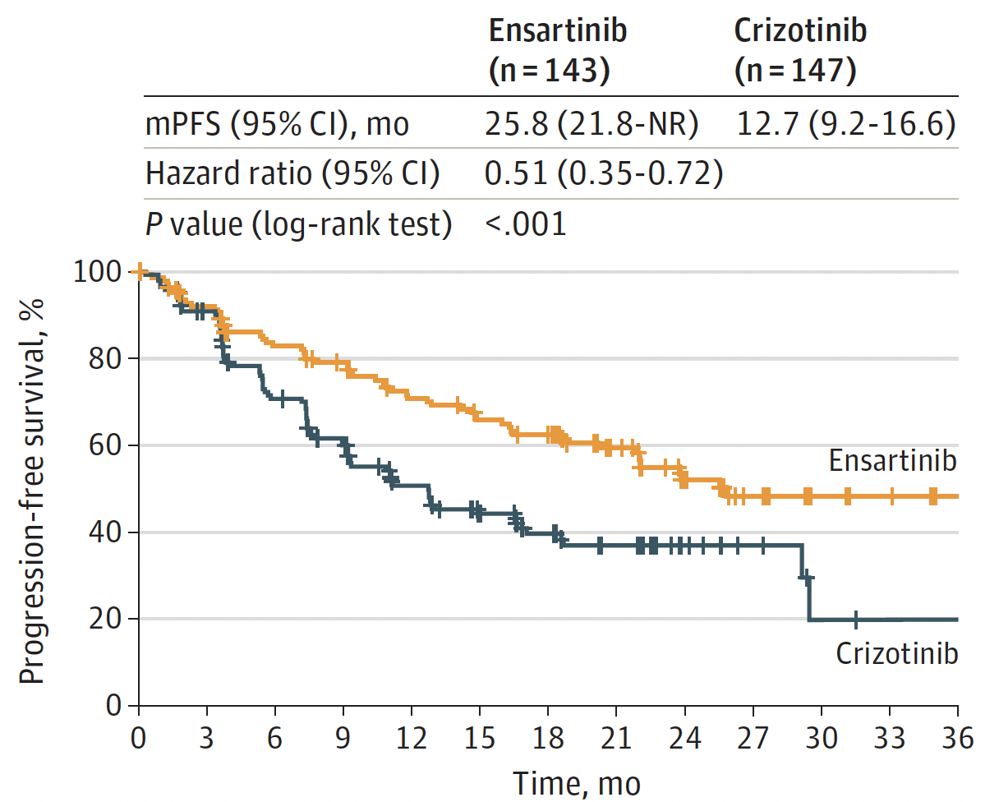 Ensartinib Crizotinib
(n = 143) (n = 147)
mPFS (95% CI), mo 25.8 (21.8-NR) 12.7 (9.2-16.6)
Hazard ratio (95% CI) 0.51 (0.35-0.72)
P value (log-rank test) <.001
100
80
60
40
20
0
Progression-free survival, %
Ensartinib
Crizotinib
0 3 6 9 12 15 18 21 24 27 30 33 36
Time, mo